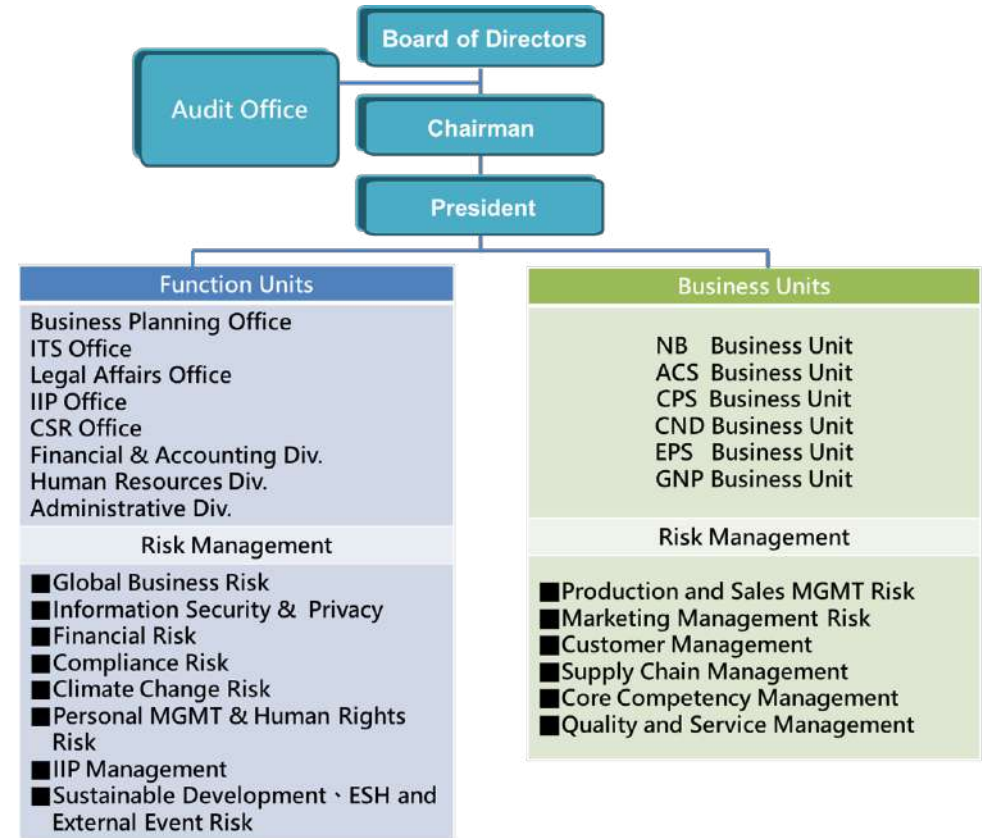 Board of Directors
Audit Office
Chairman
President
Function Units
Business Planning Office
ITS Office
Legal Affairs Office
IIP Office
CSR Office
Financial & Accounting Div.
Human Resources Div.
Administrative Div.
Risk Management
■Global Business Risk
■Information Security & Privacy
■Financial Risk
■Compliance Risk
■Climate Change Risk
■Personal MGMT & Human Rights
Risk
■IIP Management
■Sustainable Development、ESH and
External Event Risk
Business Units
NB Business Unit
ACS Business Unit
CPS Business Unit
CND Business Unit
EPS Business Unit
GNP Business Unit
Risk Management
■Production and Sales MGMT Risk
■Marketing Management Risk
■Customer Management
■Supply Chain Management
■Core Competency Management
■Quality and Service Management